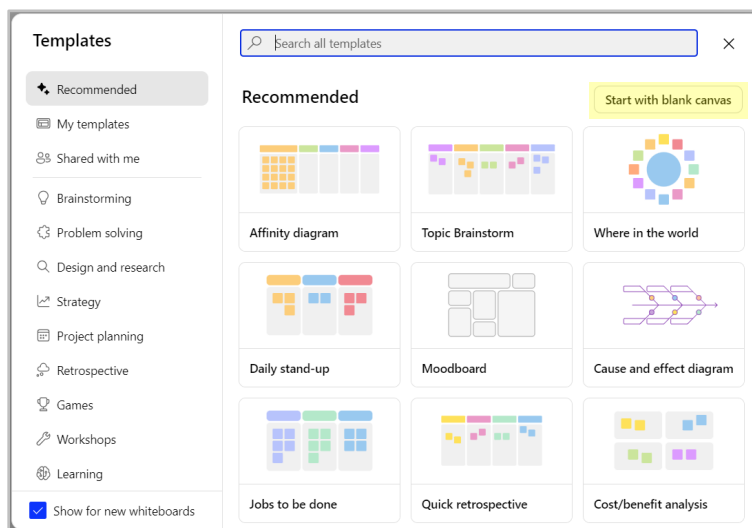 Templates
Search all templates
Recommended
My templates
Shared with me
Brainstorming
Problem solving
Design and research
Strategy
Project planning
Retrospective
Games
Workshops
Learning
Show for new whiteboards
Recommended
Start with blank canvas
Affinity diagram
Topic Brainstorm
Where in the world
Daily stand-up
Moodboard
Cause and effect diagram
Jobs to be done
Quick retrospective
Cost/benefit analysis